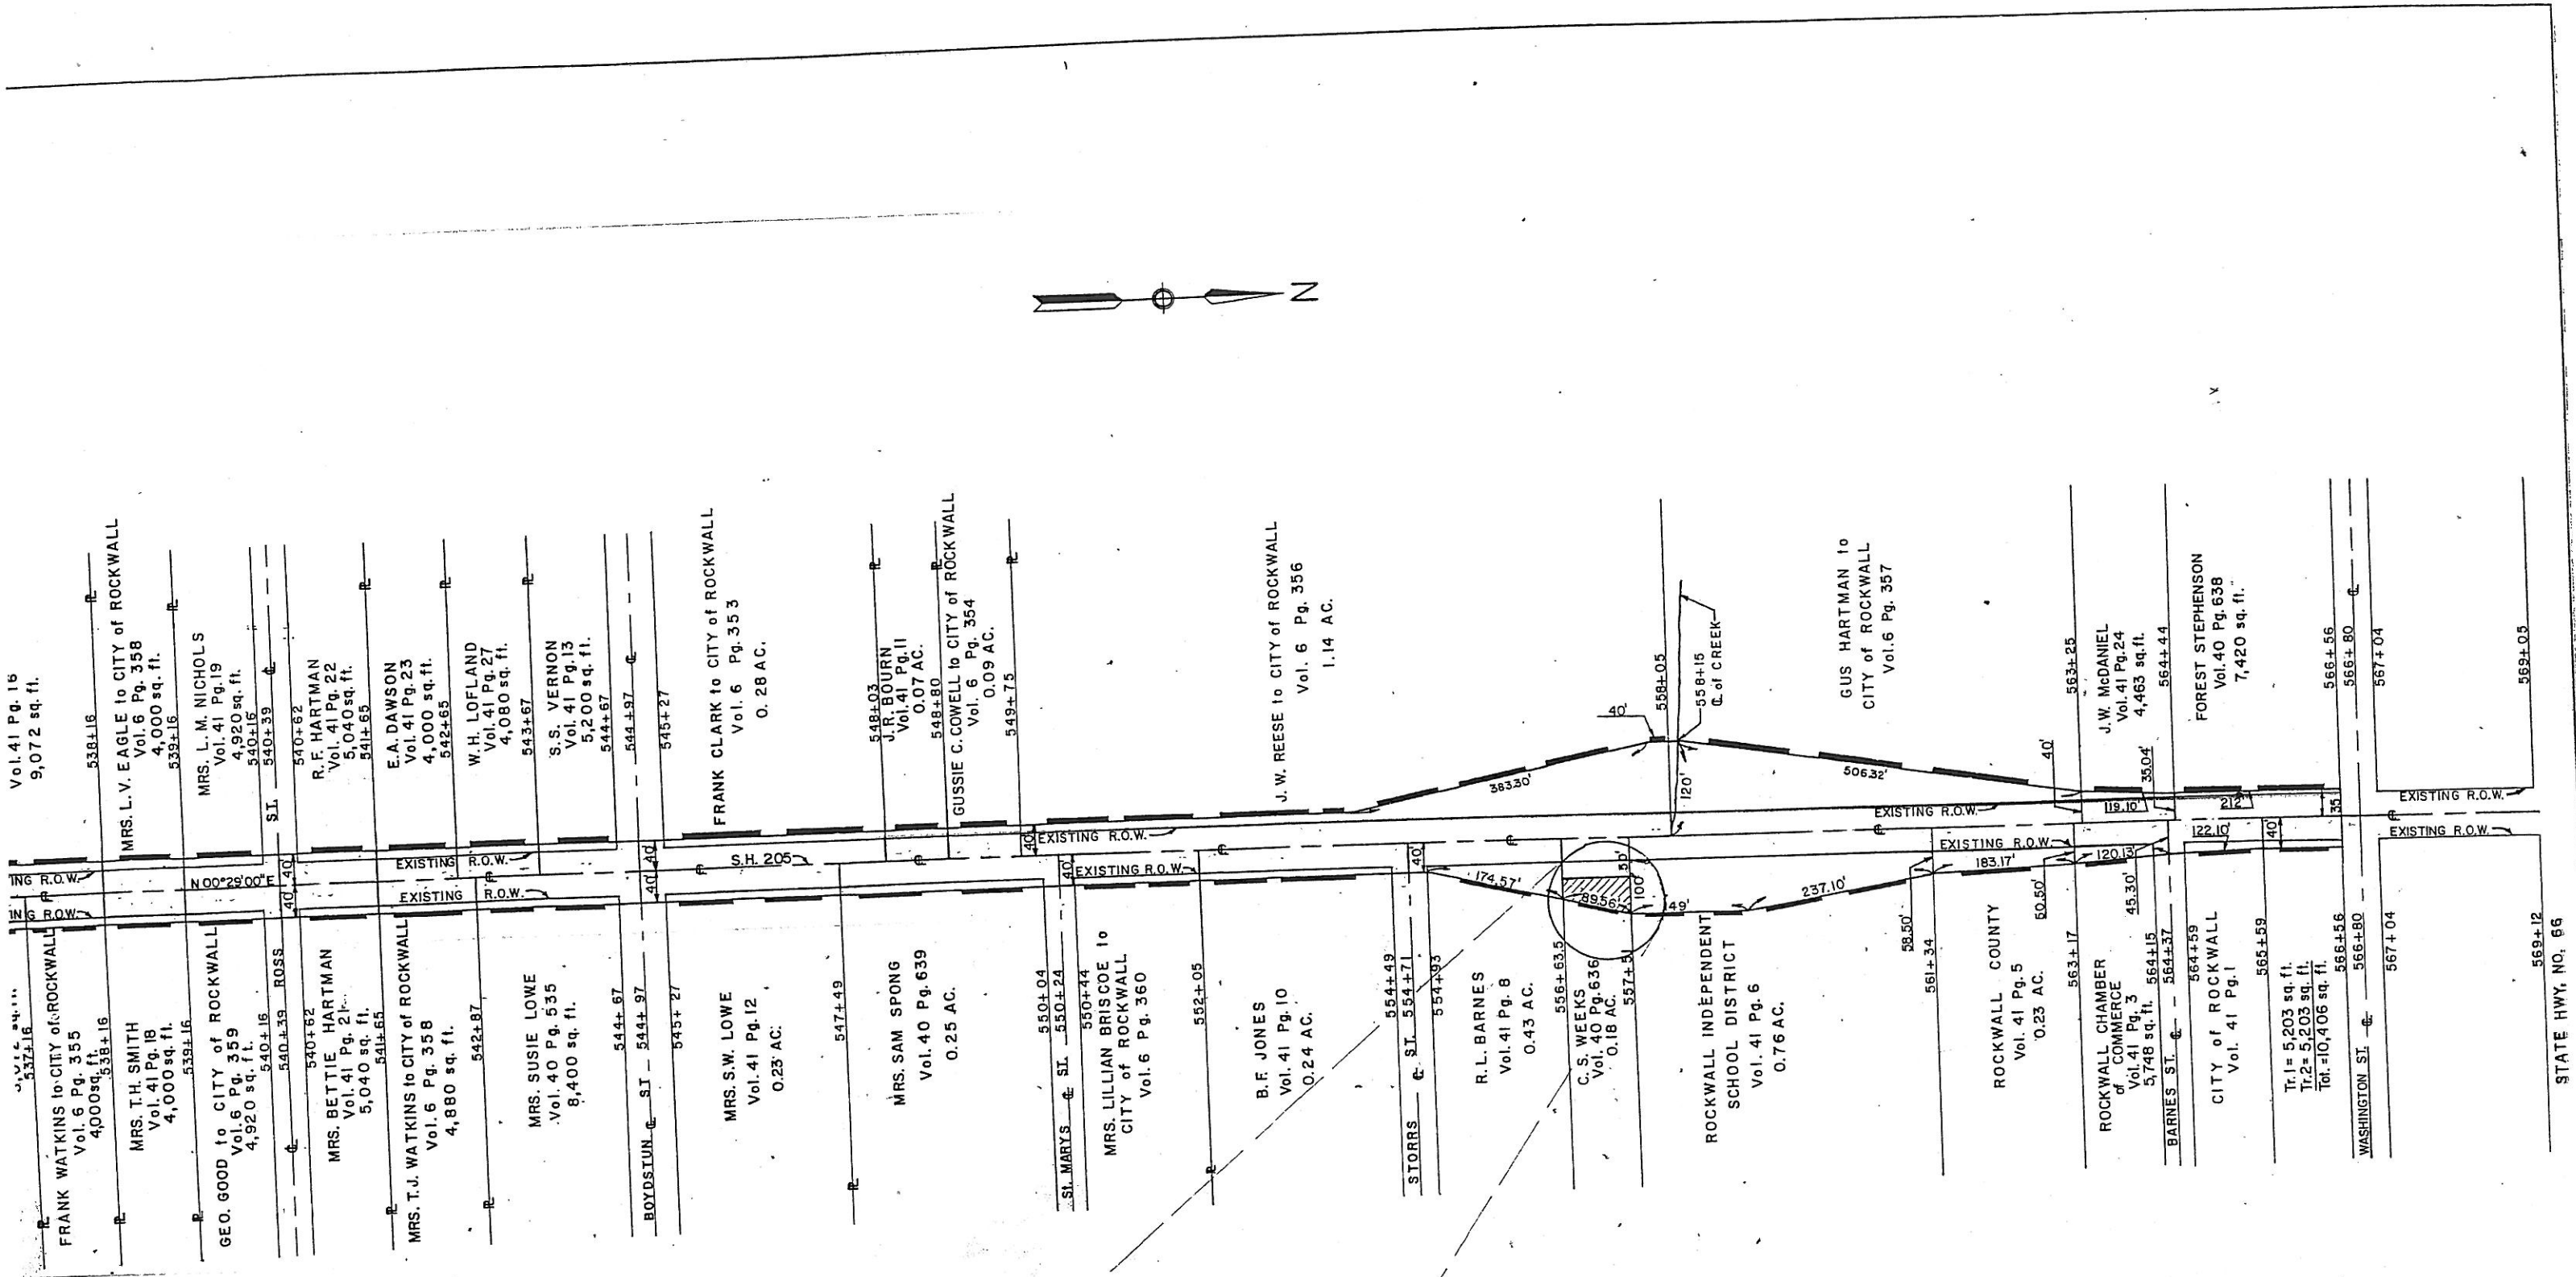 Vol. 41 Pg. 16
9,072 sq. ft.
538+16
MRS. L.V. EAGLE to CITY of ROCKWALL
Vol. 6 Pg. 358
4,000 sq. ft.
539+16
MRS. L. M. NICHOLS
Vol. 41 Pg. 19
4,920 sq. ft.
540+16
540+39
ST.
540+62
R. F. HARTMAN
Vol. 41 Pg. 22
5,040 sq. ft.
541+65
E.A. DAWSON
Vol. 41 Pg. 23
4,000 sq. ft.
542+65
W. H. LOFLAND
Vol. 41 Pg. 27
4,080 sq. ft.
543+67
S.S. VERNON
Vol. 41 Pg. 13
5,200 sq. ft.
544+67
544+97
545+27
FRANK CLARK to CITY of ROCKWALL
Vol. 6 Pg. 353
0.28 AC.
548+03
J.R. BOURN
Vol. 41 Pg. 11
0.07 AC.
548+80
GUSSIE C. COWELL to CITY of ROCKWALL
Vol. 6 Pg. 354
0.09 AC.
549+75
N
J. W. REESE to CITY of ROCKWALL
Vol. 6 Pg. 356
1.14 AC.
383.30'
40'
558+05
558+15
℄ of CREEK
120'
GUS HARTMAN to
CITY of ROCKWALL
Vol. 6 Pg. 357
506.32'
40'
563+25
J.W. McDANIEL
Vol. 41 Pg. 24
4,463 sq. ft.
119.10'
35.04'
564+44
FOREST STEPHENSON
Vol. 40 Pg. 638
7,420 sq. ft.
212'
35'
566+56
566+80
567+04
569+05
ING R.O.W.
N 00°29'00"E
40'
40'
EXISTING R.O.W.
40'
40'
S.H. 205
40'
EXISTING R.O.W.
EXISTING R.O.W.
EXISTING R.O.W.
ING R.O.W.
EXISTING R.O.W.
40'
EXISTING R.O.W.
40'
174.57'
89.56'
50'
100'
149'
237.10'
EXISTING R.O.W.
183.17'
120.13'
122.10'
40'
EXISTING R.O.W.
537+16
FRANK WATKINS to CITY of ROCKWALL
Vol. 6 Pg. 355
4,000 sq. ft.
538+16
MRS. T.H. SMITH
Vol. 41 Pg. 18
4,000 sq. ft.
539+16
GEO. GOOD to CITY of ROCKWALL
Vol. 6 Pg. 359
4,920 sq. ft.
540+16
540+39 ROSS
540+62
MRS. BETTIE HARTMAN
Vol. 41 Pg. 21
5,040 sq. ft.
541+65
MRS. T.J. WATKINS to CITY of ROCKWALL
Vol. 6 Pg. 358
4,880 sq. ft.
542+87
MRS. SUSIE LOWE
Vol. 40 Pg. 535
8,400 sq. ft.
544+67
BOYDSTUN ℄ ST 544+97
545+27
MRS. S.W. LOWE
Vol. 41 Pg. 12
0.23 AC.
547+49
MRS. SAM SPONG
Vol. 40 Pg. 639
0.25 AC.
550+04
St. MARYS ℄ ST. 550+24
550+44
MRS. LILLIAN BRISCOE to
CITY of ROCKWALL
Vol. 6 Pg. 360
552+05
B.F. JONES
Vol. 41 Pg. 10
0.24 AC.
554+49
STORRS ℄ ST. 554+71
554+93
R.L. BARNES
Vol. 41 Pg. 8
0.43 AC.
556+63.5
C. S. WEEKS
Vol. 40 Pg. 636
0.18 AC.
557+51
ROCKWALL INDEPENDENT
SCHOOL DISTRICT
Vol. 41 Pg. 6
0.76 AC.
58.50'
561+34
ROCKWALL COUNTY
Vol. 41 Pg. 5
0.23 AC.
50.50'
563+17
ROCKWALL CHAMBER
of COMMERCE
Vol. 41 Pg. 3
5,748 sq. ft.
45.30'
564+15
BARNES ST. ℄ 564+37
564+59
CITY of ROCKWALL
Vol. 41 Pg. 1
565+59
Tr. 1 = 5,203 sq. ft.
Tr. 2 = 5,203 sq. ft.
Tot. = 10,406 sq. ft.
566+56
WASHINGTON ST. ℄ 566+80
567+04
569+12
STATE HWY. NO. 66